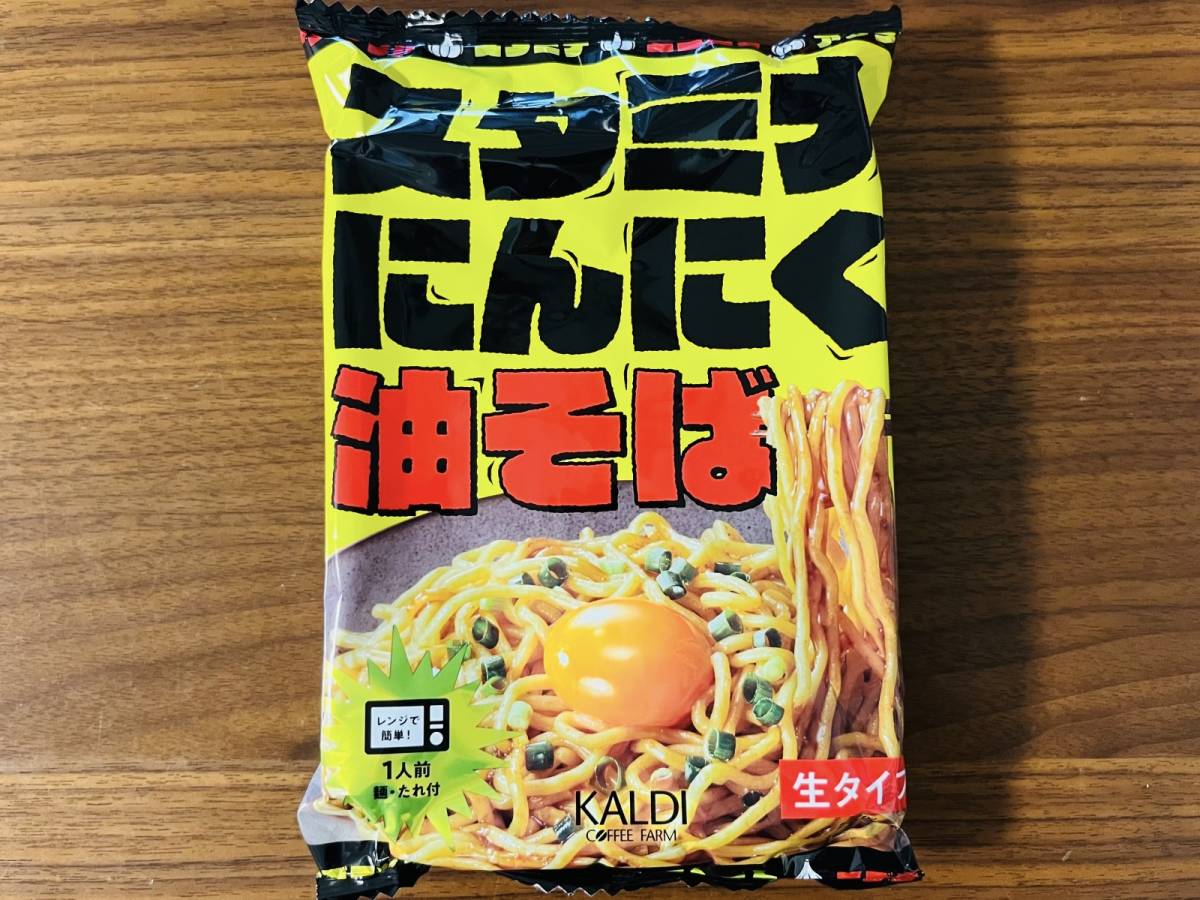 スタミナ
にんにく
油そば
レンジで
簡単!
1人前
麺・たれ付
KALDI
COFFEE FARM
生タイプ